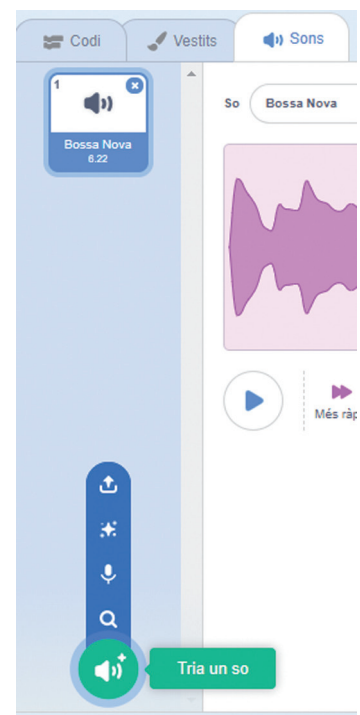 Codi
Vestits
Sons
1
Bossa Nova
6.22
So
Bossa Nova
Més ràp
Tria un so